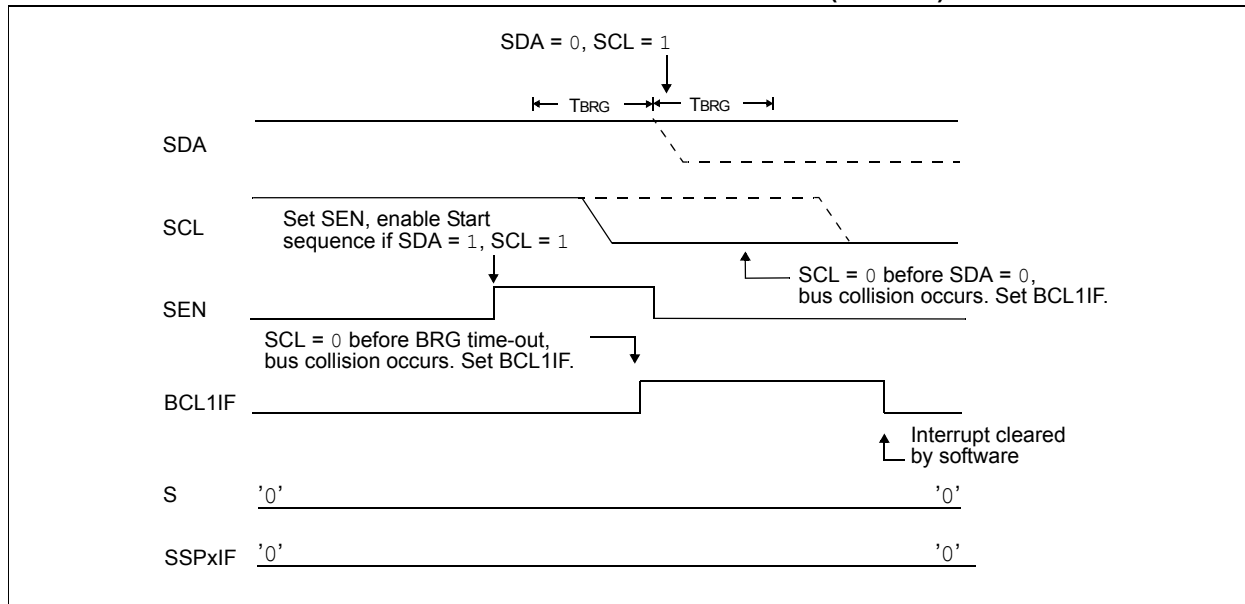 SDA = 0, SCL = 1
TBRG TBRG
SDA
SCL
Set SEN, enable Start
sequence if SDA = 1, SCL = 1
SCL = 0 before SDA = 0,
bus collision occurs. Set BCL1IF.
SEN
SCL = 0 before BRG time-out,
bus collision occurs. Set BCL1IF.
BCL1IF
Interrupt cleared
by software
S '0' '0'
SSPxIF '0' '0'